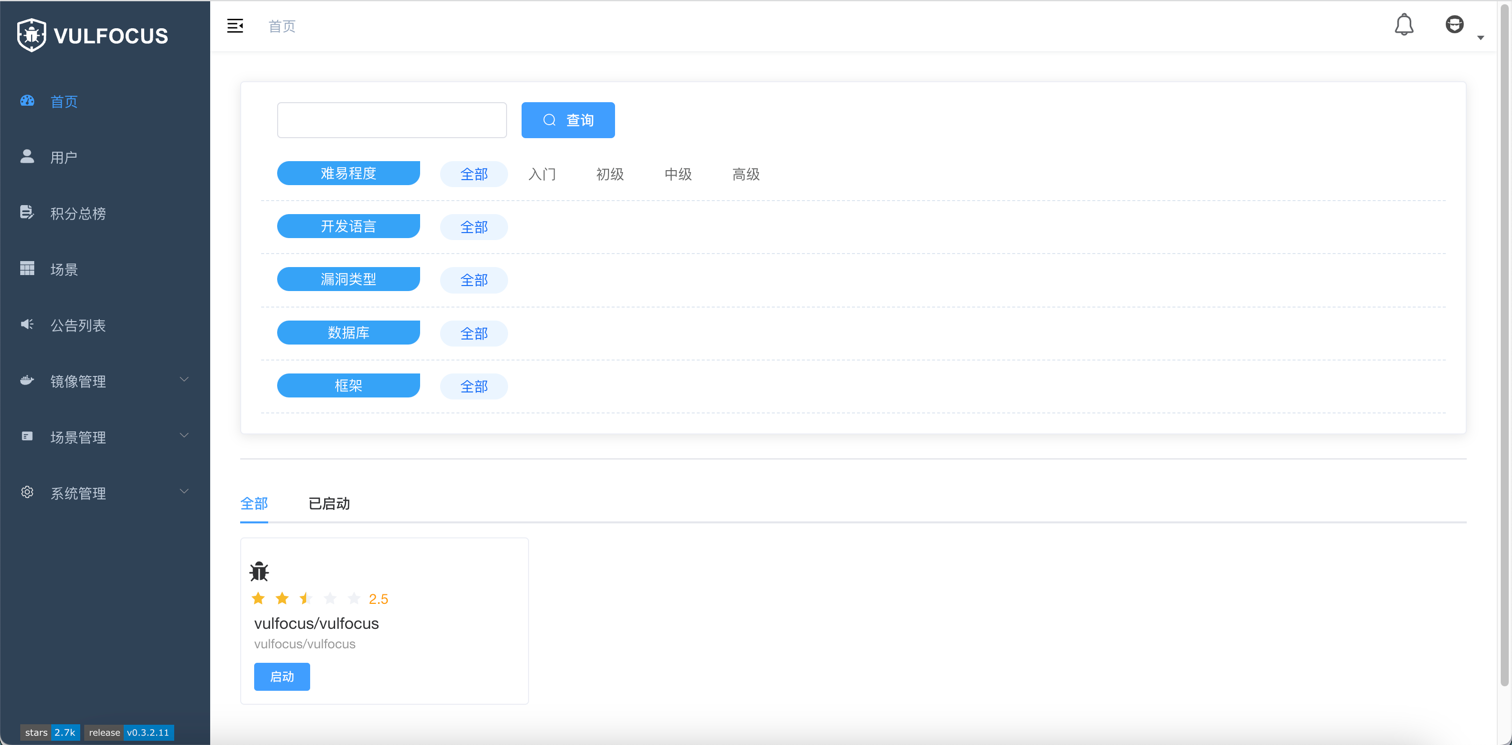 VULFOCUS
首页
用户
积分总榜
场景
公告列表
镜像管理
场景管理
系统管理
stars 2.7k release v0.3.2.11
首页
查询
难易程度 全部 入门 初级 中级 高级
开发语言 全部
漏洞类型 全部
数据库 全部
框架 全部
全部 已启动
2.5
vulfocus/vulfocus
vulfocus/vulfocus
启动